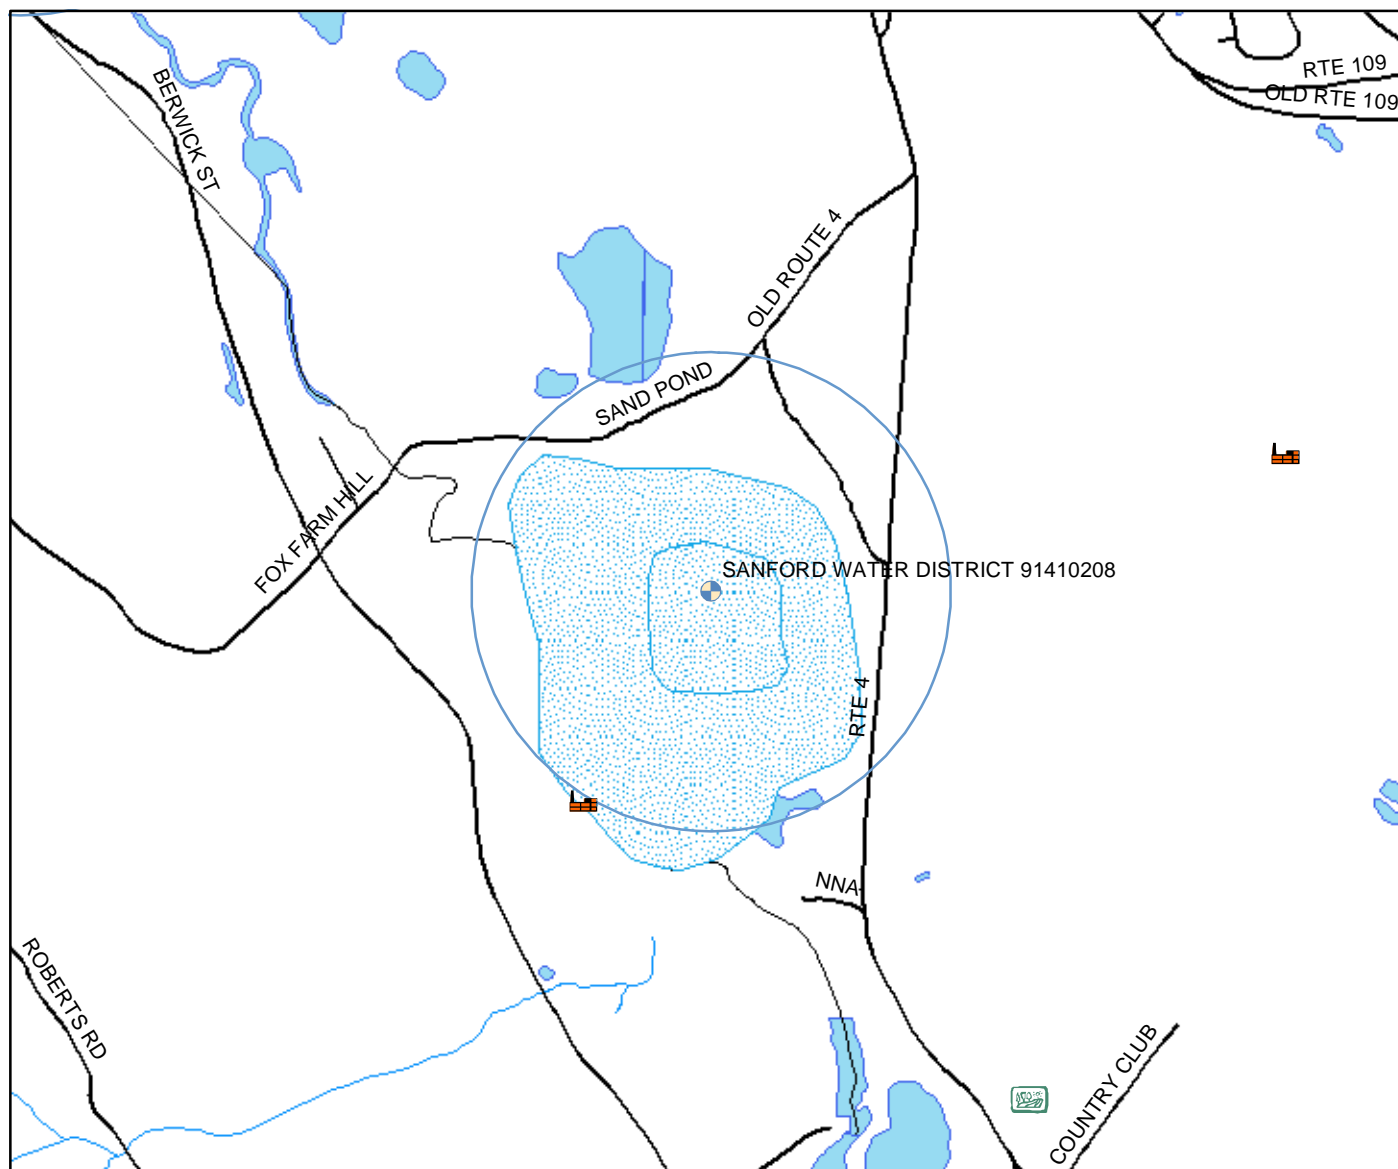 RTE 109
OLD RTE 109
BERWICK ST
OLD ROUTE 4
SAND POND
FOX FARM HILL
SANFORD WATER DISTRICT 91410208
RTE 4
NNA
ROBERTS RD
COUNTRY CLUB